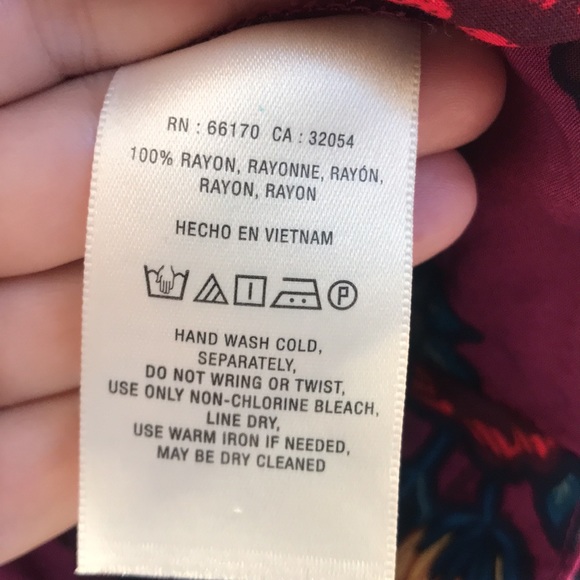 RN : 66170 CA : 32054
100% RAYON, RAYONNE, RAYÓN,
RAYON, RAYON
HECHO EN VIETNAM
P
HAND WASH COLD,
SEPARATELY,
DO NOT WRING OR TWIST,
USE ONLY NON-CHLORINE BLEACH,
LINE DRY,
USE WARM IRON IF NEEDED,
MAY BE DRY CLEANED